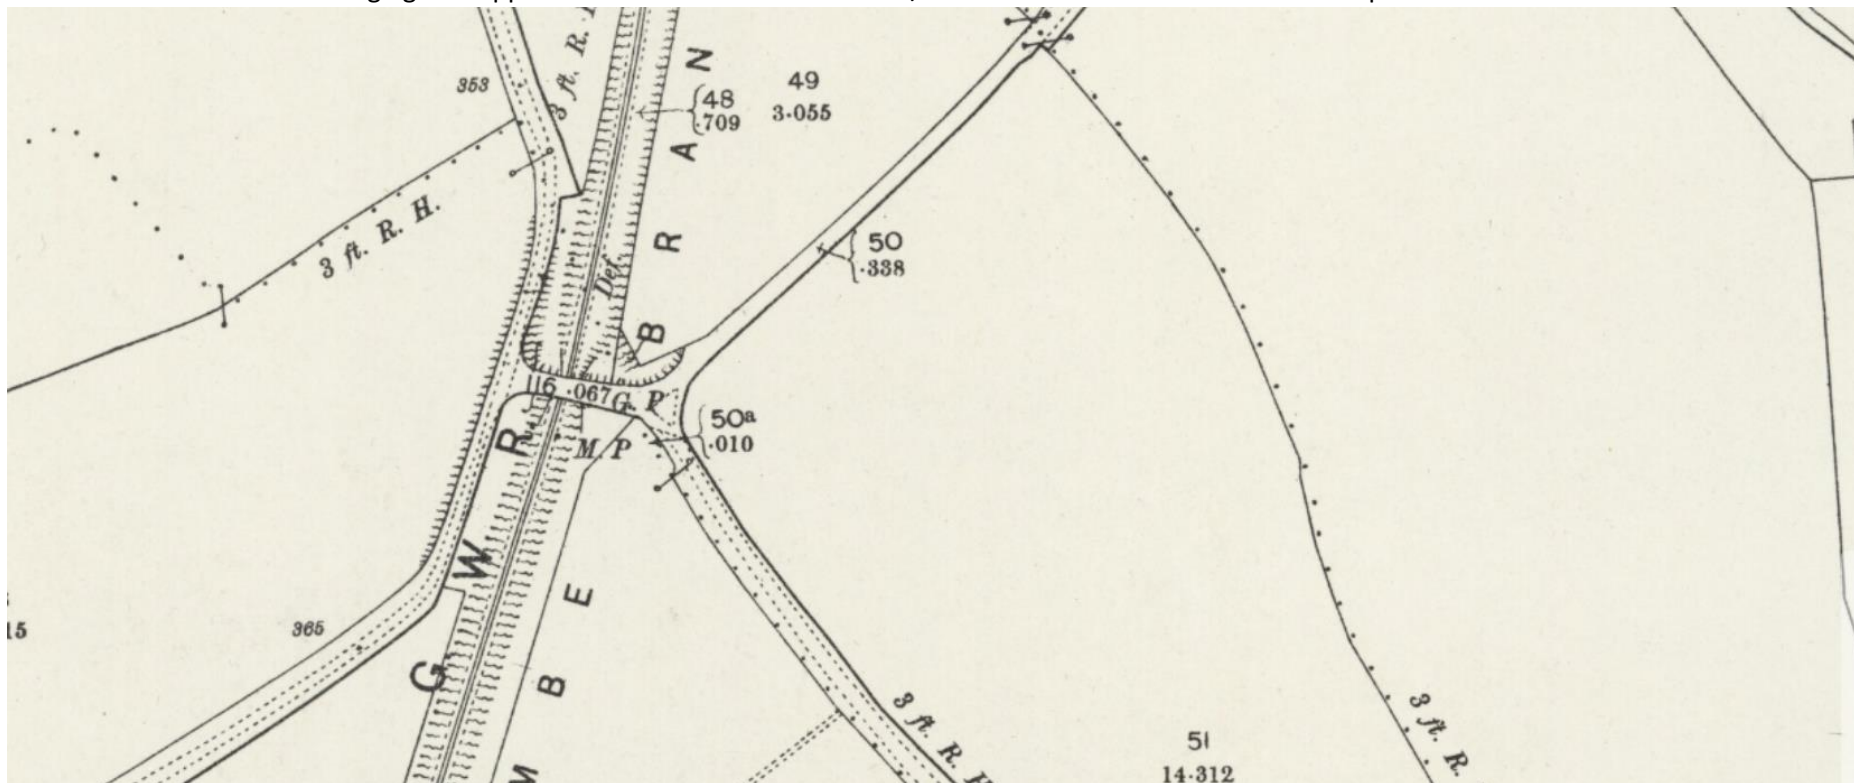 353
3 ft. R.
48
.709
49
3·055
N
A
R
B
3 ft. R. H.
Def.
50
.338
116 .067
G. P
M. P
50a
.010
G W R
E
B
M
15
365
3 ft. R.
51
14·312
3 ft. R.